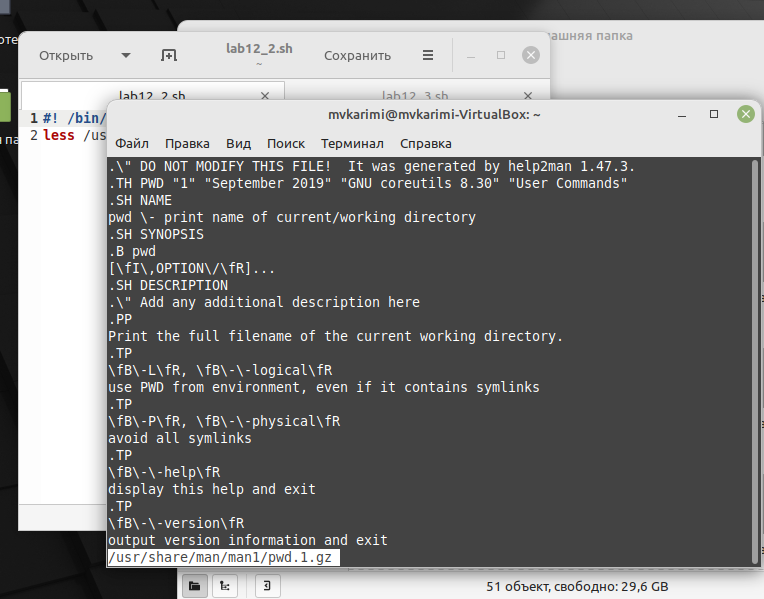 Открыть
lab12_2.sh
~
Сохранить
ашняя папка
lab12_2.sh
lab12_3.sh
1 #! /bin/
2 less /us
mvkarimi@mvkarimi-VirtualBox: ~
Файл Правка Вид Поиск Терминал Справка
.\" DO NOT MODIFY THIS FILE!  It was generated by help2man 1.47.3.
.TH PWD "1" "September 2019" "GNU coreutils 8.30" "User Commands"
.SH NAME
pwd \- print name of current/working directory
.SH SYNOPSIS
.B pwd
[\fI\,OPTION\/\fR]...
.SH DESCRIPTION
.\" Add any additional description here
.PP
Print the full filename of the current working directory.
.TP
\fB\-L\fR, \fB\-\-logical\fR
use PWD from environment, even if it contains symlinks
.TP
\fB\-P\fR, \fB\-\-physical\fR
avoid all symlinks
.TP
\fB\-\-help\fR
display this help and exit
.TP
\fB\-\-version\fR
output version information and exit
/usr/share/man/man1/pwd.1.gz
51 объект, свободно: 29,6 GB